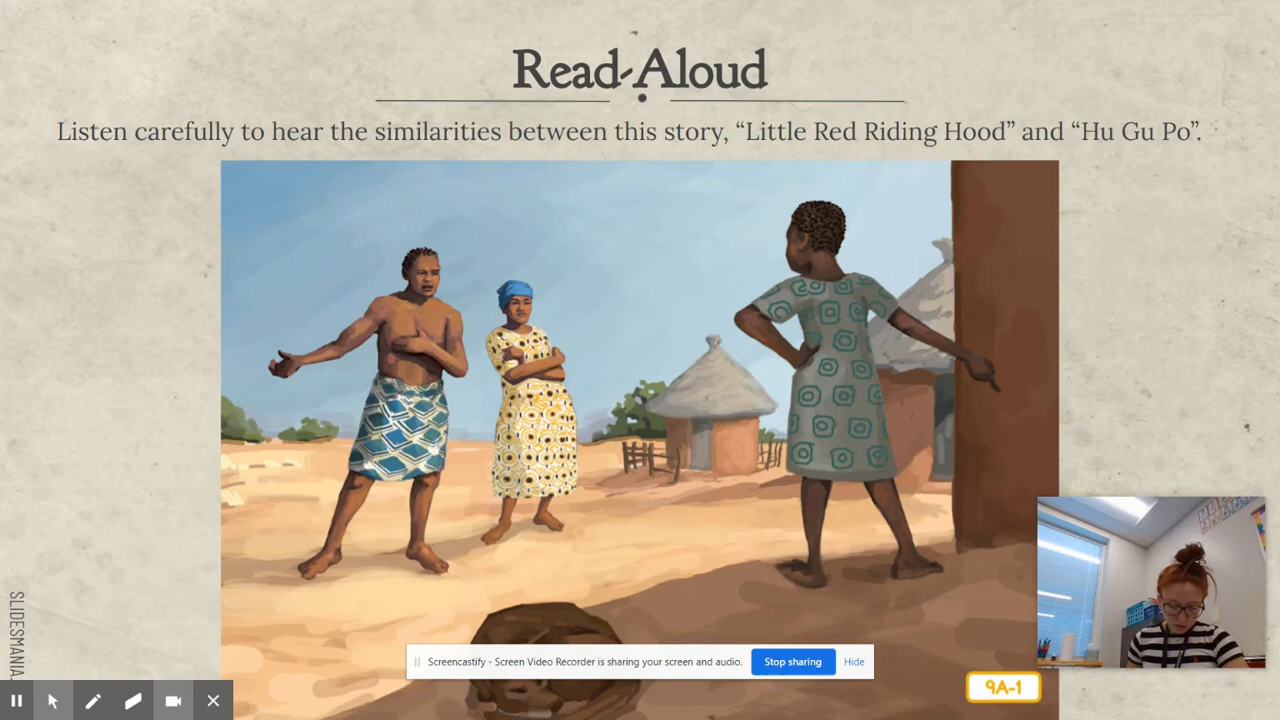 Read-Aloud
Listen carefully to hear the similarities between this story, “Little Red Riding Hood” and “Hu Gu Po”.
SLIDESMANIA.
Screencastify - Screen Video Recorder is sharing your screen and audio.
Stop sharing
Hide
9A-1